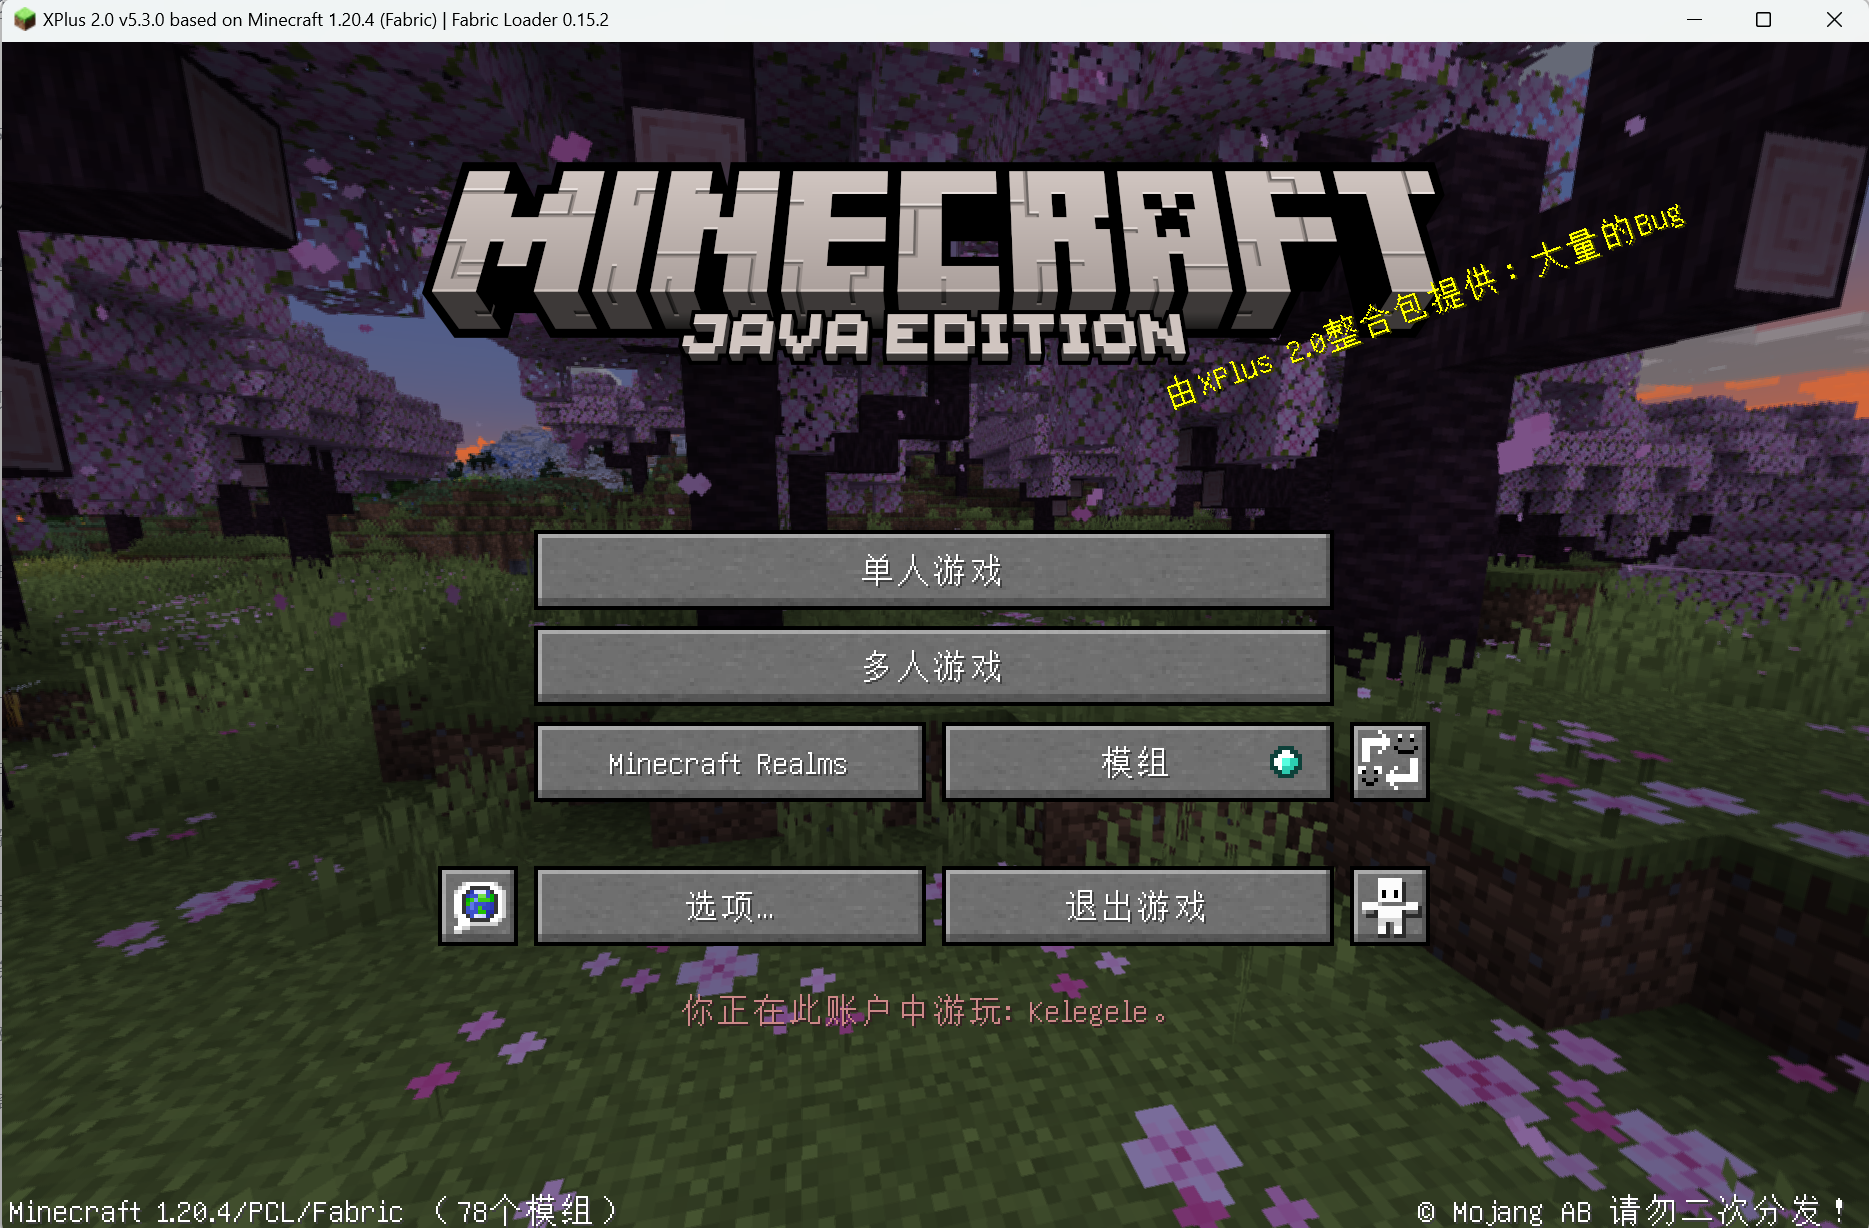 XPlus 2.0 v5.3.0 based on Minecraft 1.20.4 (Fabric) | Fabric Loader 0.15.2
MINECRAFT
JAVA EDITION
由XPlus 2.0整合包提供：大量的Bug
单人游戏
多人游戏
Minecraft Realms
模组
选项...
退出游戏
你正在此账户中游玩: Kelegele。
Minecraft 1.20.4/PCL/Fabric （78个模组）
© Mojang AB 请勿二次分发！